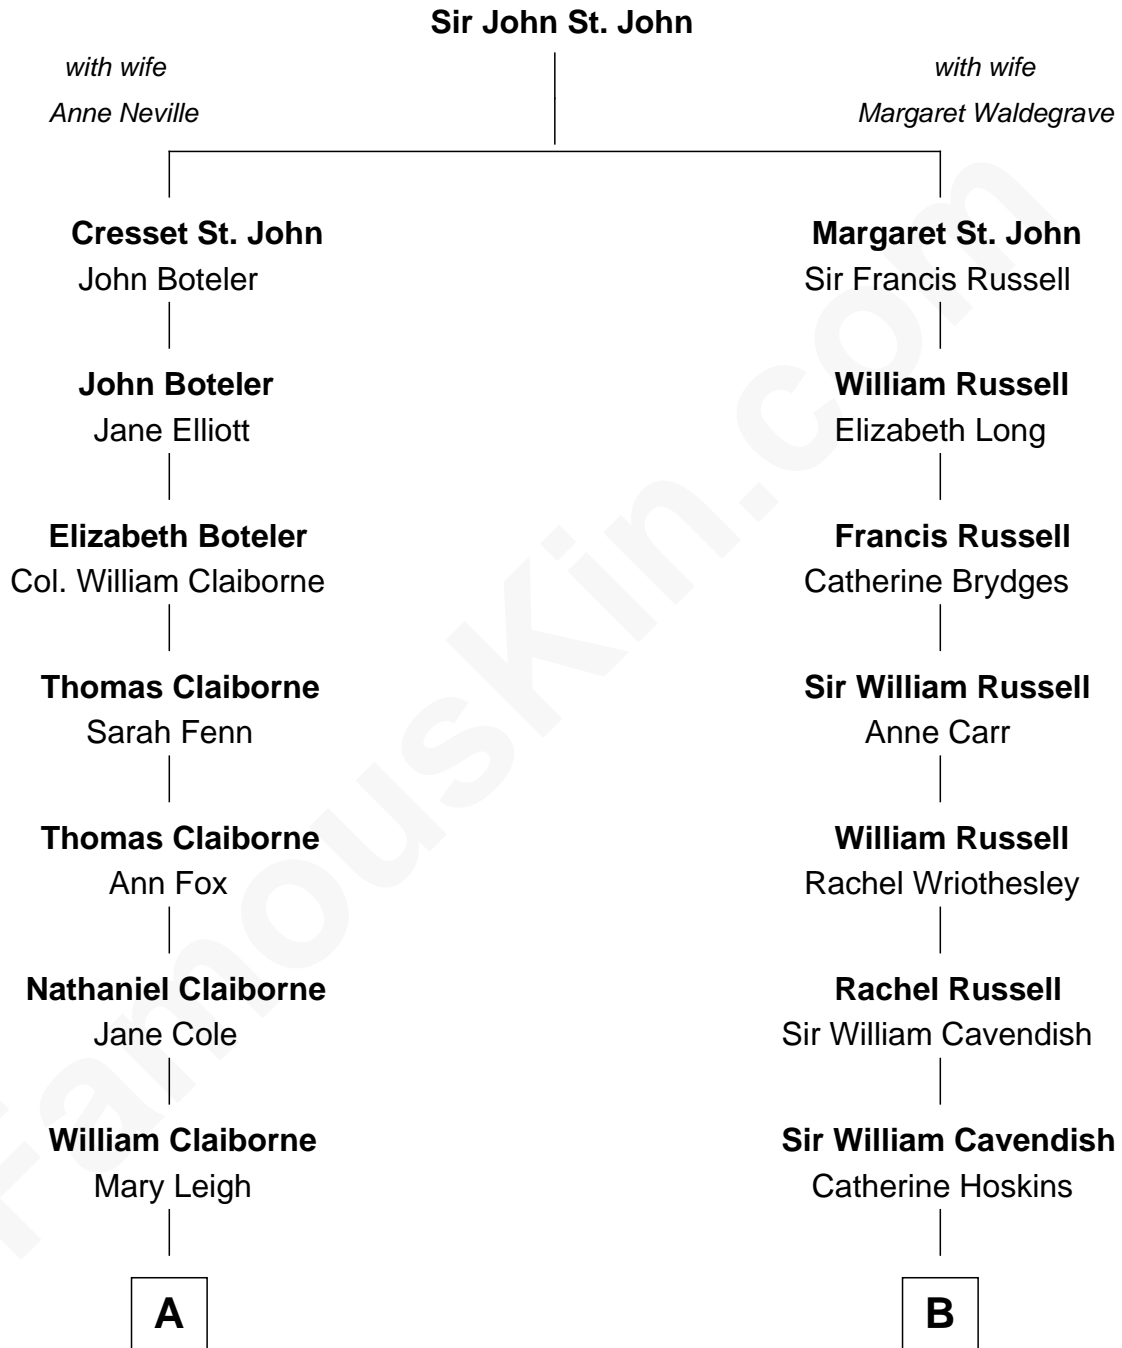 Sir John St. John
with wife
Anne Neville
with wife
Margaret Waldegrave
Cresset St. John
John Boteler
Margaret St. John
Sir Francis Russell
John Boteler
Jane Elliott
William Russell
Elizabeth Long
Elizabeth Boteler
Col. William Claiborne
Francis Russell
Catherine Brydges
Thomas Claiborne
Sarah Fenn
Sir William Russell
Anne Carr
Thomas Claiborne
Ann Fox
William Russell
Rachel Wriothesley
Nathaniel Claiborne
Jane Cole
Rachel Russell
Sir William Cavendish
William Claiborne
Mary Leigh
Sir William Cavendish
Catherine Hoskins
A
B
FamousKin.com